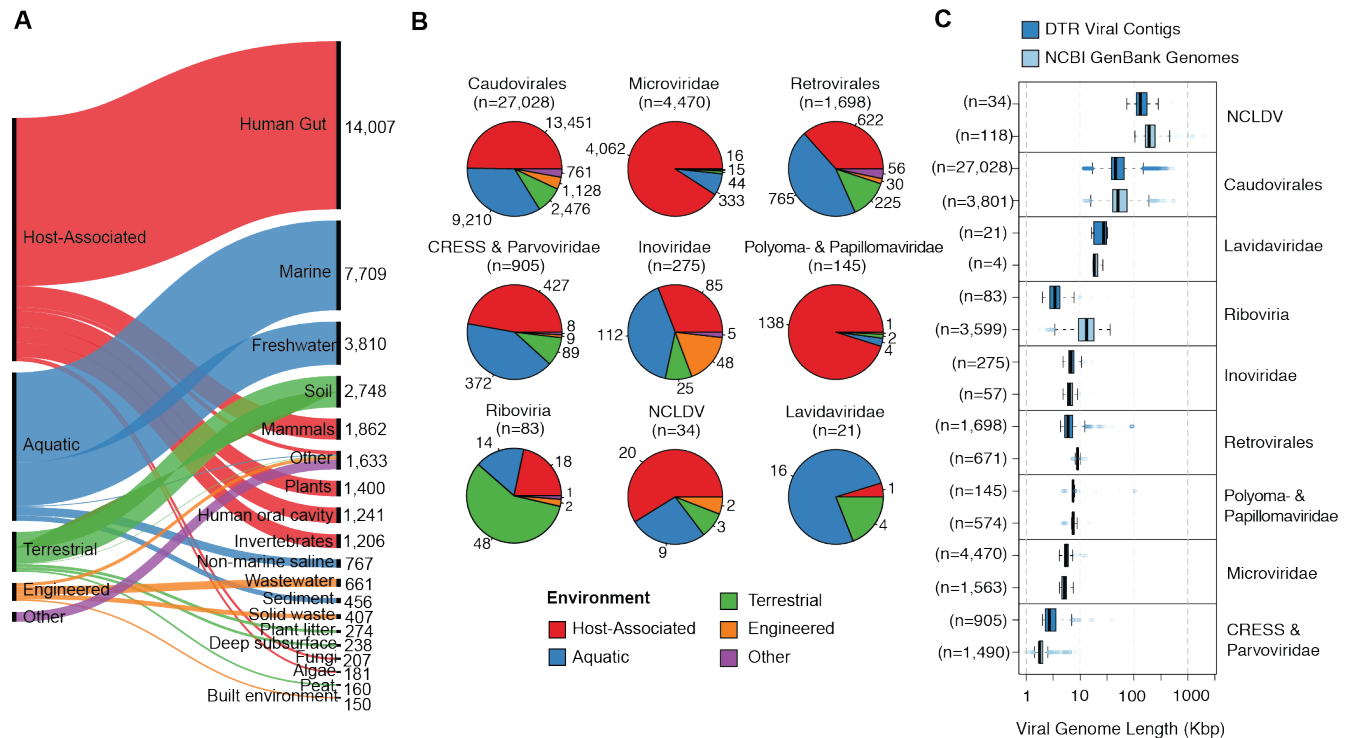 A
Host-Associated
Aquatic
Terrestrial
Engineered
Other
Human Gut 14,007
Marine 7,709
Freshwater 3,810
Soil 2,748
Mammals 1,862
Other 1,633
Plants 1,400
Human oral cavity 1,241
Invertebrates 1,206
Non-marine saline 767
Wastewater 661
Sediment 456
Solid waste 407
Plant litter 274
Deep subsurface 238
Fungi 207
Algae 181
Peat 160
Built environment 150
B
Caudovirales
(n=27,028)
13,451
761
1,128
2,476
9,210
Microviridae
(n=4,470)
4,062
16
15
44
333
Retrovirales
(n=1,698)
622
56
30
225
765
CRESS & Parvoviridae
(n=905)
427
8
9
89
372
Inoviridae
(n=275)
85
5
48
25
112
Polyoma- & Papillomaviridae
(n=145)
138
1
2
4
Riboviria
(n=83)
14
18
1
2
48
NCLDV
(n=34)
20
2
3
9
Lavidaviridae
(n=21)
16
1
4
Environment
Host-Associated
Aquatic
Terrestrial
Engineered
Other
C
DTR Viral Contigs
NCBI GenBank Genomes
(n=34)
(n=118)
NCLDV
(n=27,028)
(n=3,801)
Caudovirales
(n=21)
(n=4)
Lavidaviridae
(n=83)
(n=3,599)
Riboviria
(n=275)
(n=57)
Inoviridae
(n=1,698)
(n=671)
Retrovirales
(n=145)
(n=574)
Polyoma- &
Papillomaviridae
(n=4,470)
(n=1,563)
Microviridae
(n=905)
(n=1,490)
CRESS &
Parvoviridae
1 10 100 1000
Viral Genome Length (Kbp)